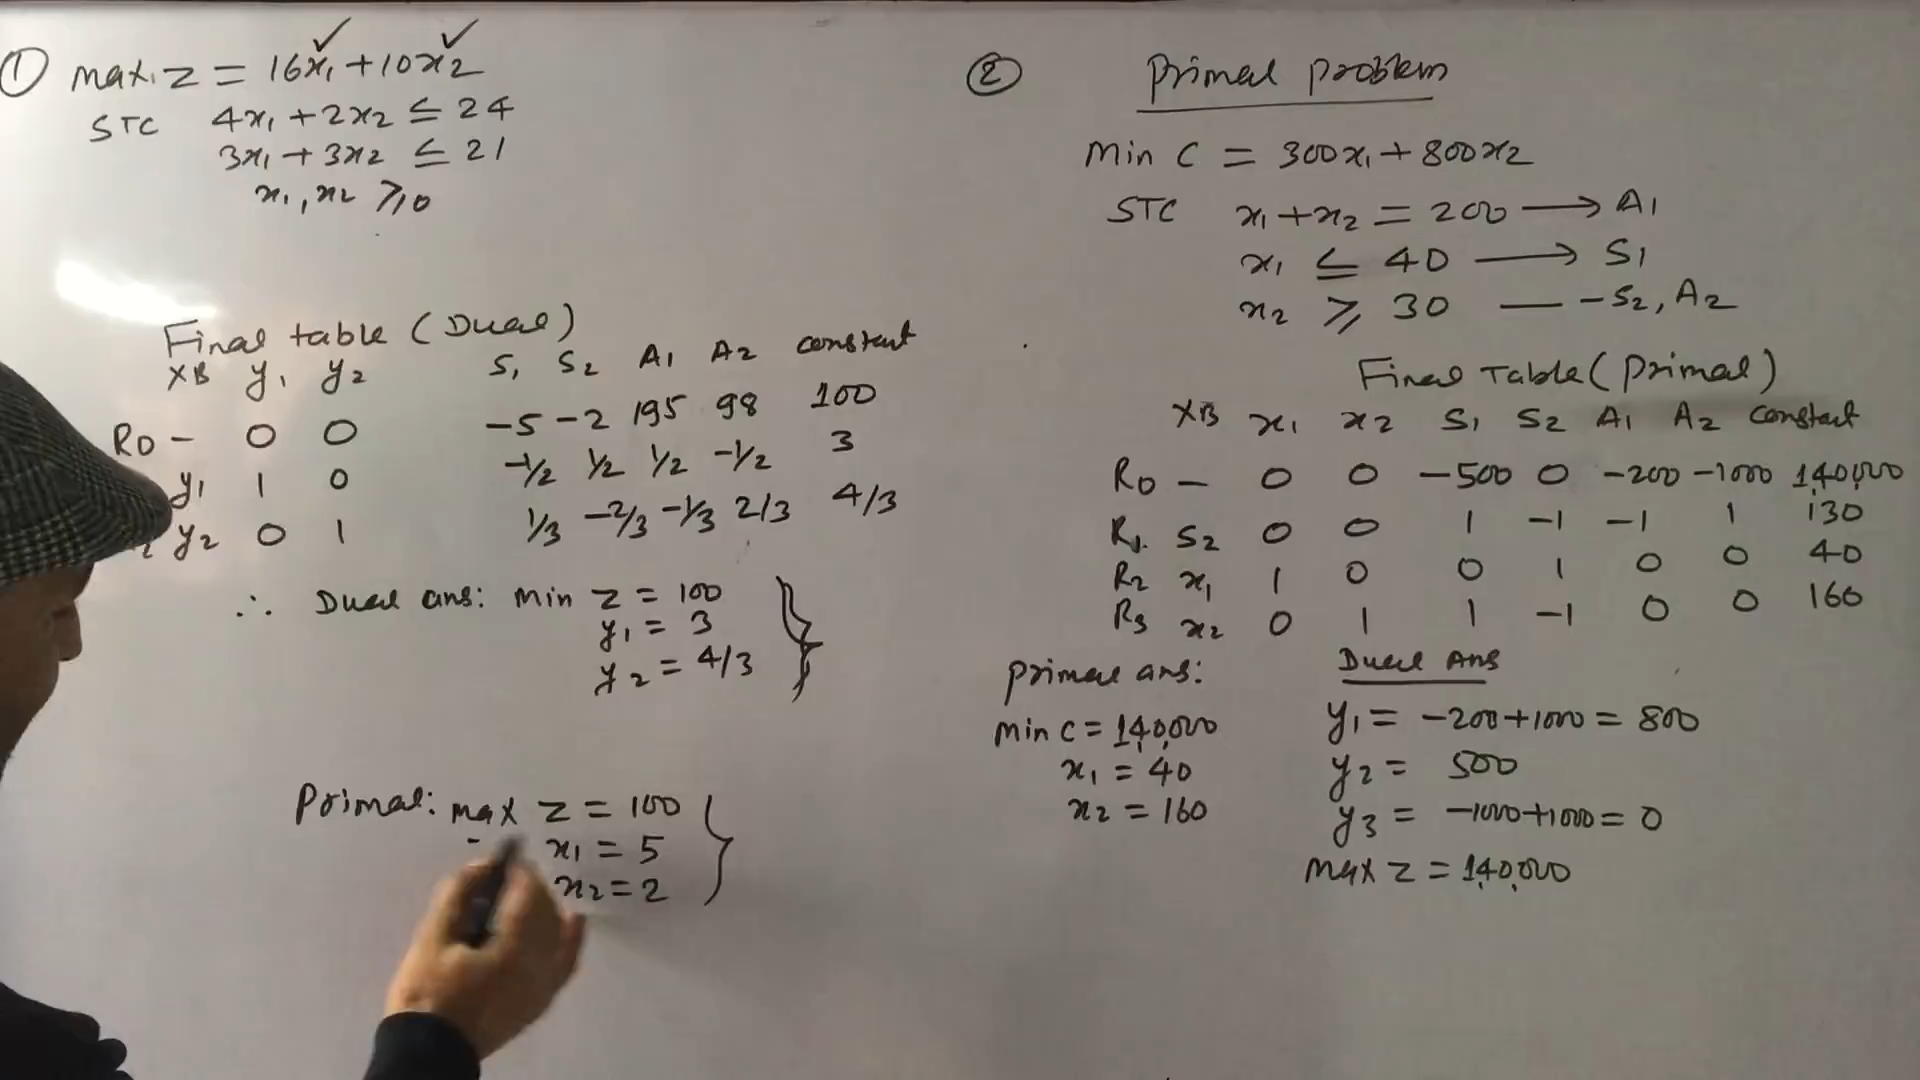 ① max. z = 16x₁ + 10x₂
STC 4x₁ + 2x₂ ≤ 24
3x₁ + 3x₂ ≤ 21
x₁, x₂ ≥ 0
Final table (Dual)
XB y₁ y₂ S₁ S₂ A₁ A₂ constant
R0 - 0 0 -5 -2 195 98 100
y₁ 1 0 -1/2 1/2 1/2 -1/2 3
2 y₂ 0 1 1/3 -2/3 -1/3 2/3 4/3
∴ Dual ans: min z = 100
y₁ = 3
y₂ = 4/3
Primal: max z = 100
x₁ = 5
x₂ = 2
② Primal problem
Min C = 300x₁ + 800x₂
STC x₁ + x₂ = 200 → A₁
x₁ ≤ 40 → S₁
x₂ ≥ 30 — -S₂, A₂
Final Table (Primal)
XB x₁ x₂ S₁ S₂ A₁ A₂ constant
R0 - 0 0 -500 0 -200 -1000 1,40,000
R1. S₂ 0 0 1 -1 -1 1 130
R2 x₁ 1 0 0 1 0 0 40
R3 x₂ 0 1 1 -1 0 0 160
Primal ans:
min C = 1,40,000
x₁ = 40
x₂ = 160
Dual Ans
y₁ = -200 + 1000 = 800
y₂ = 500
y₃ = -1000 + 1000 = 0
max z = 1,40,000